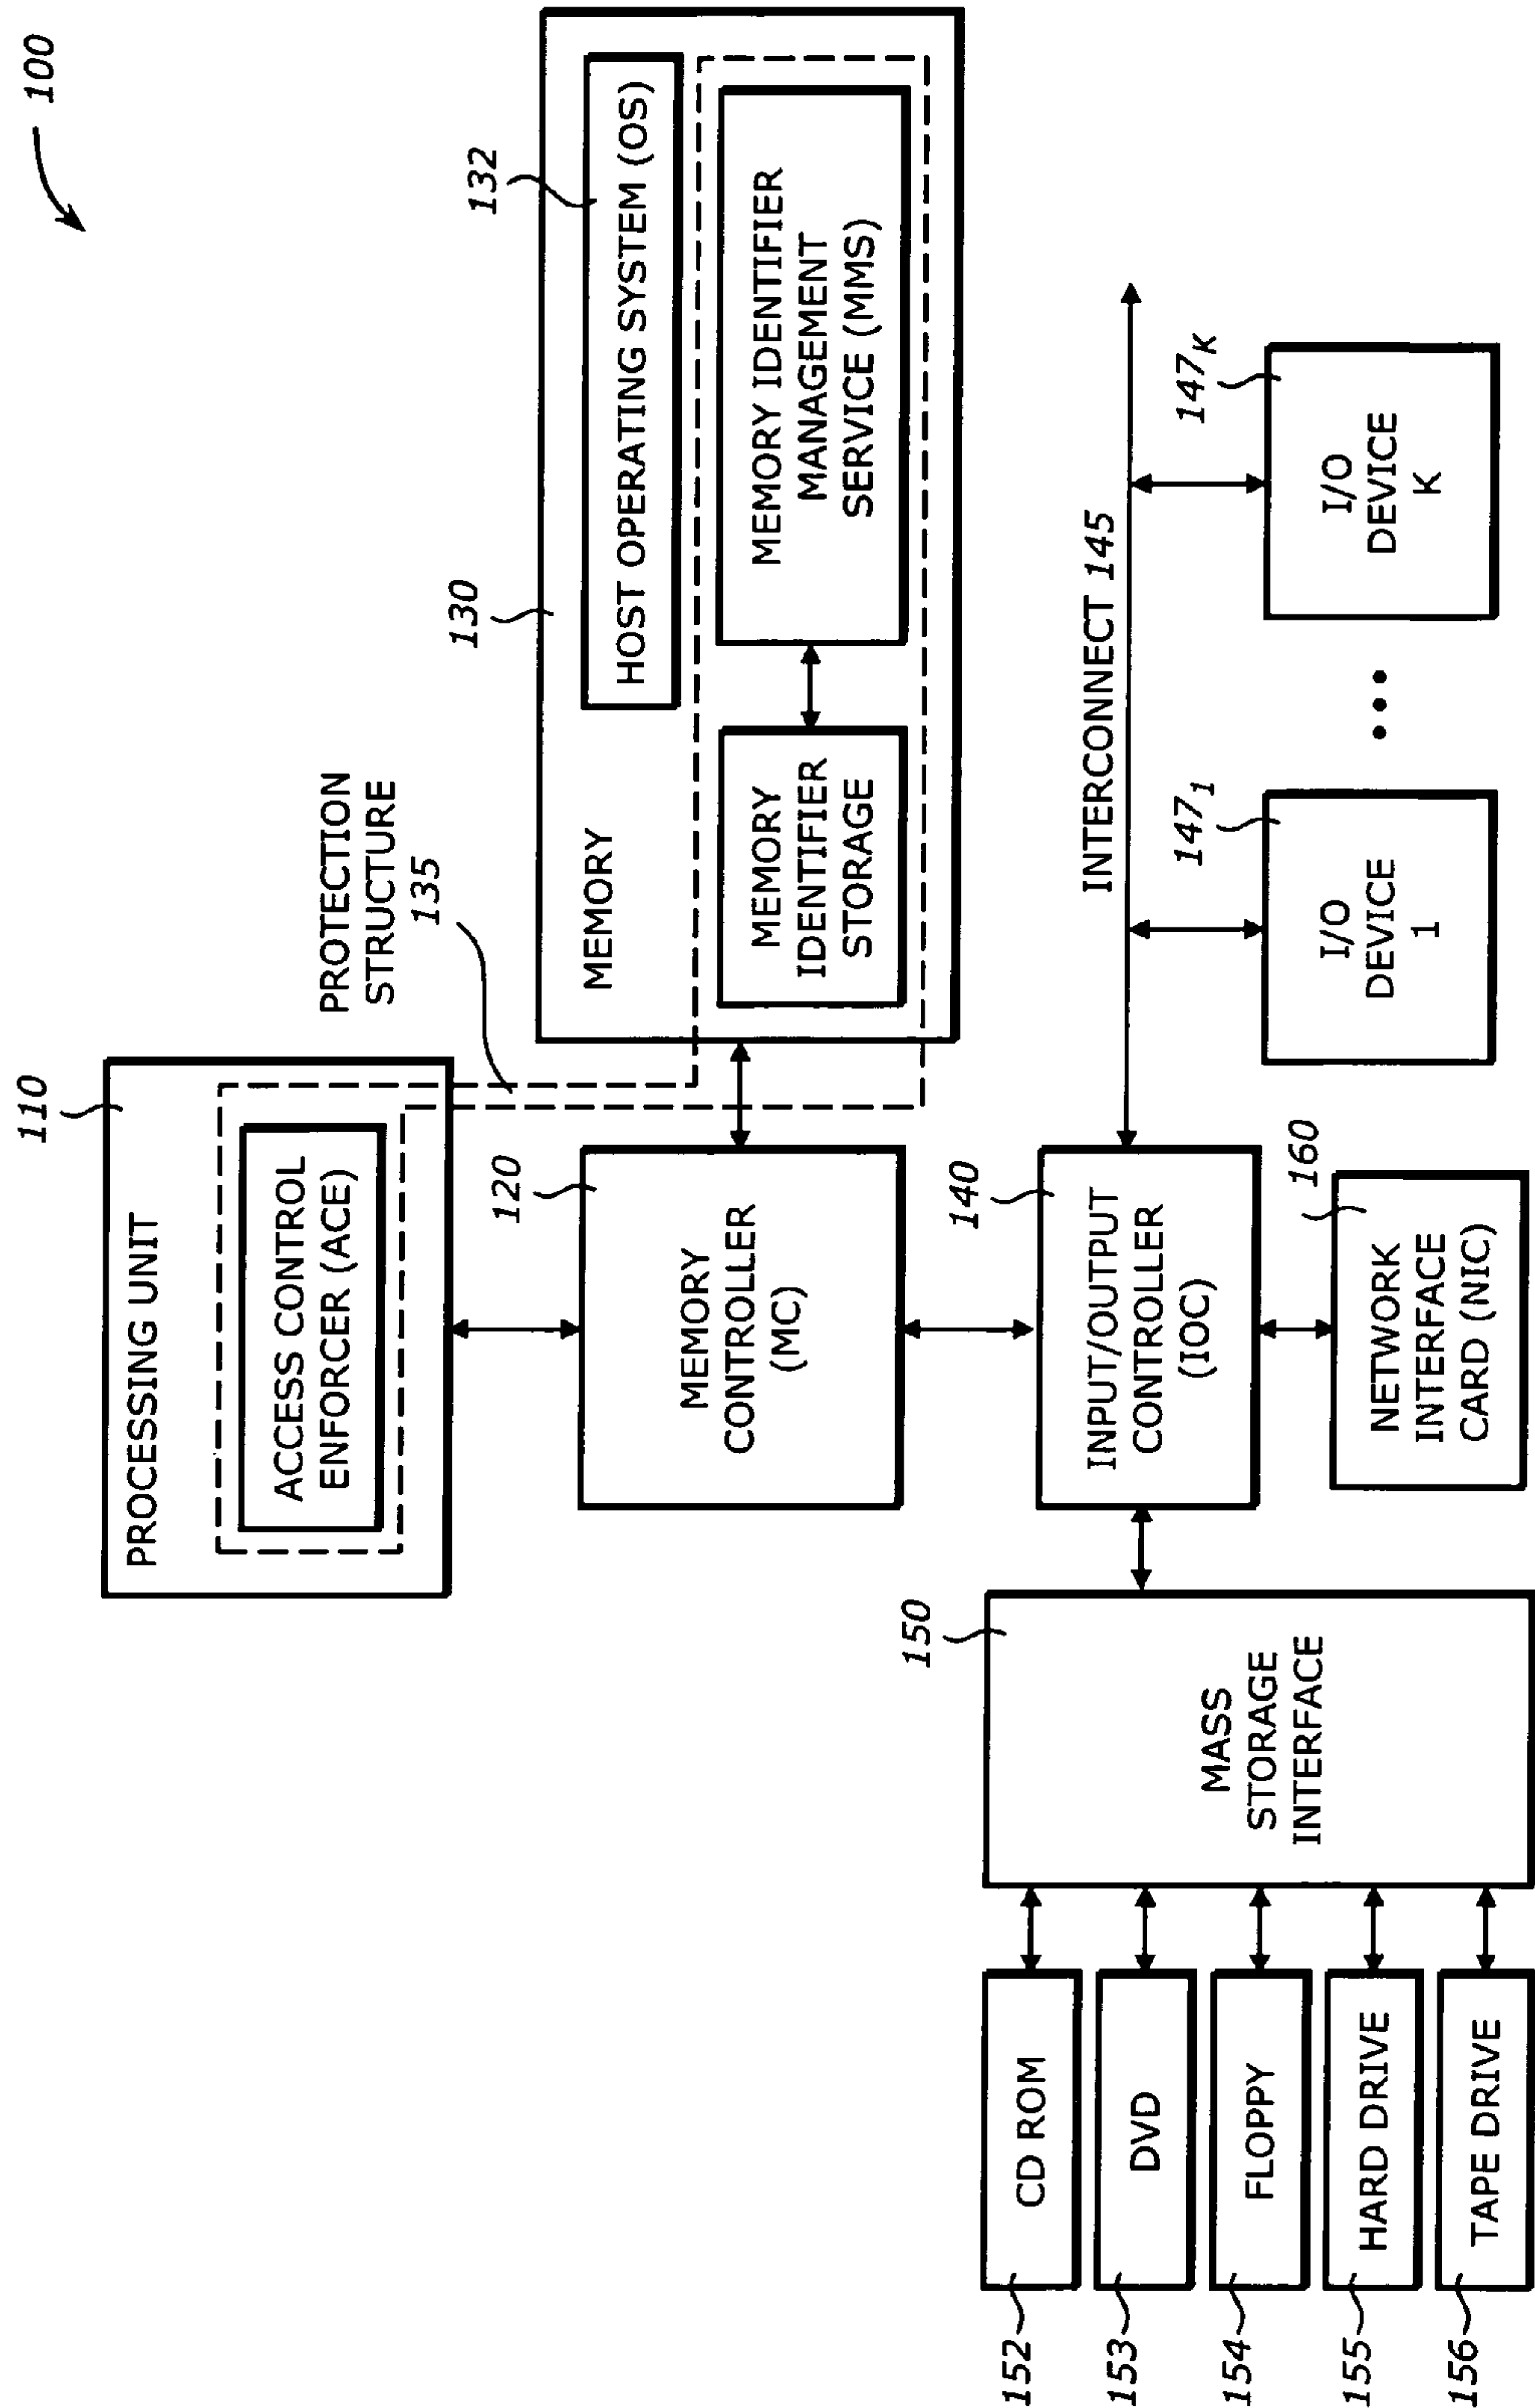 100
110
PROCESSING UNIT
ACCESS CONTROL
ENFORCER (ACE)
PROTECTION
STRUCTURE
135
120
MEMORY
CONTROLLER
(MC)
130
MEMORY
132
HOST OPERATING SYSTEM (OS)
MEMORY
IDENTIFIER
STORAGE
MEMORY IDENTIFIER
MANAGEMENT
SERVICE (MMS)
140
INPUT/OUTPUT
CONTROLLER
(IOC)
INTERCONNECT 145
147₁
I/O
DEVICE
1
147ₖ
I/O
DEVICE
K
160
NETWORK
INTERFACE
CARD (NIC)
150
MASS
STORAGE
INTERFACE
152
CD ROM
153
DVD
154
FLOPPY
155
HARD DRIVE
156
TAPE DRIVE